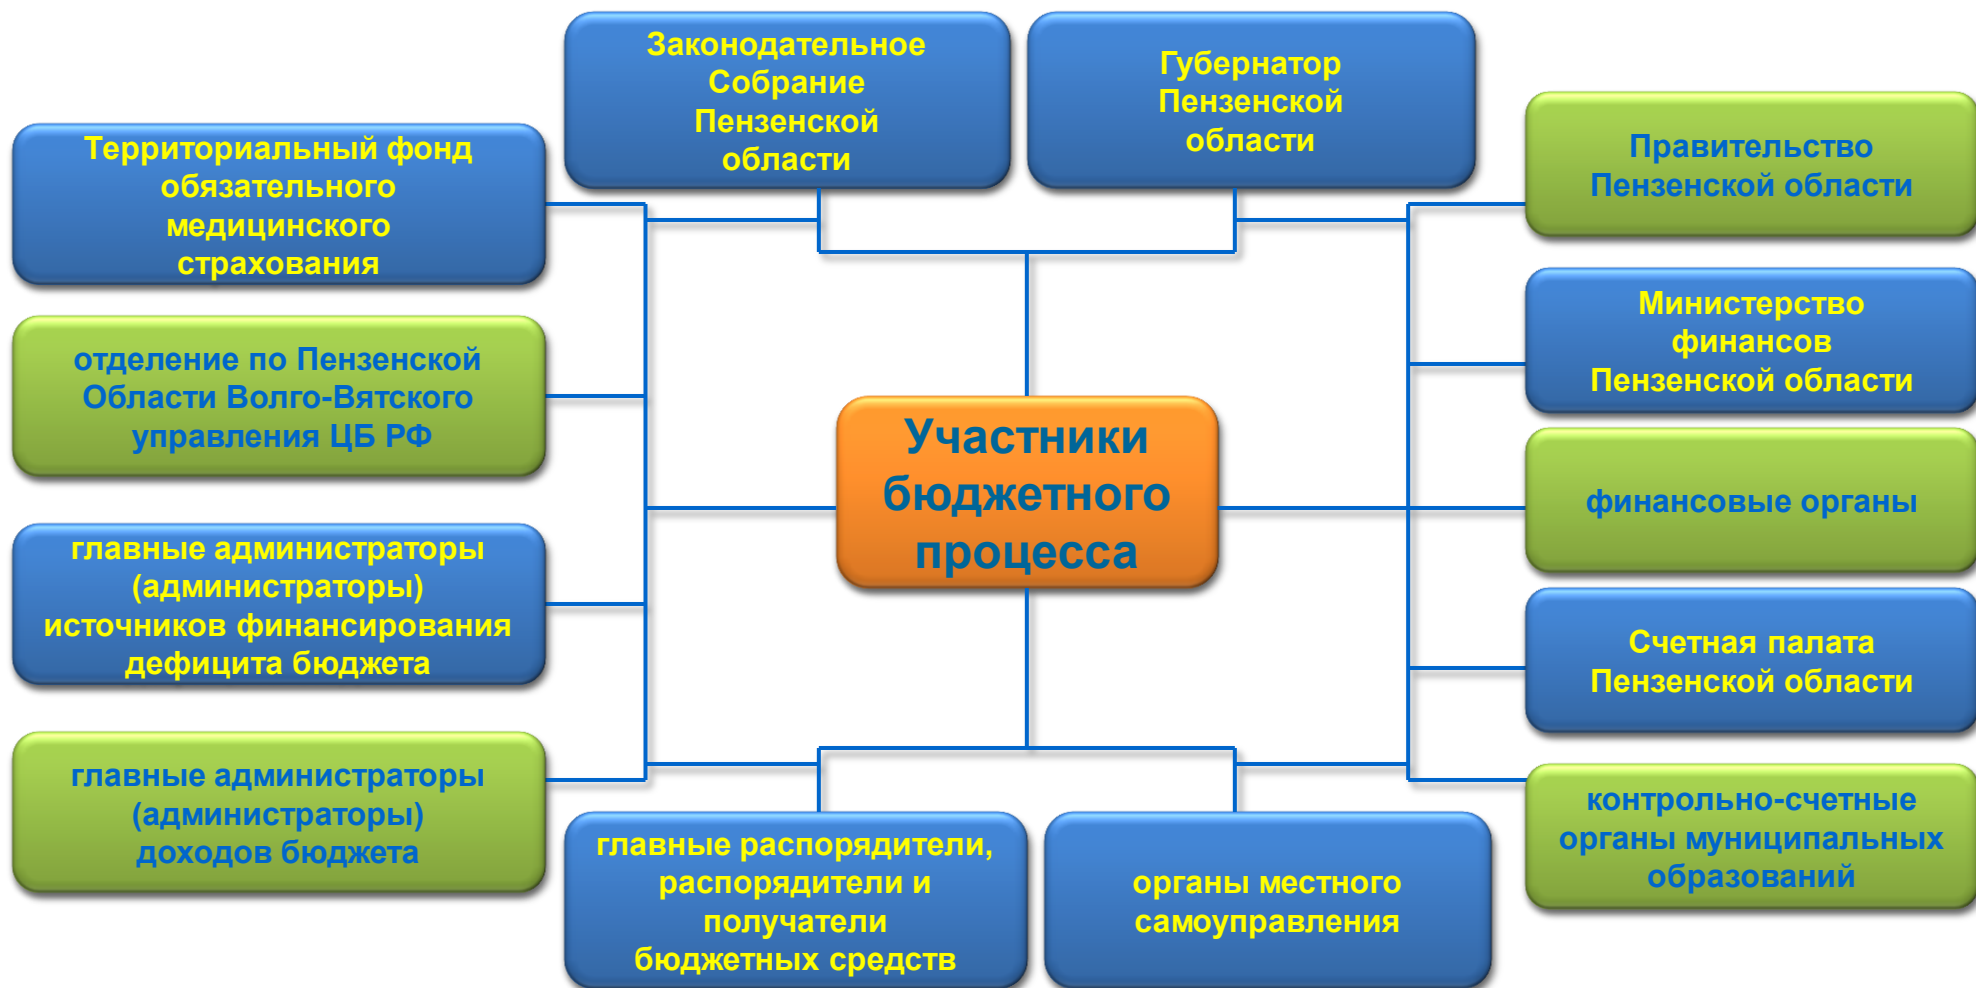 Законодательное
Собрание
Пензенской
области
Губернатор
Пензенской
области
Территориальный фонд
обязательного
медицинского
страхования
Правительство
Пензенской области
отделение по Пензенской
Области Волго-Вятского
управления ЦБ РФ
Министерство
финансов
Пензенской области
Участники
бюджетного
процесса
финансовые органы
главные администраторы
(администраторы)
источников финансирования
дефицита бюджета
Счетная палата
Пензенской области
главные администраторы
(администраторы)
доходов бюджета
главные распорядители,
распорядители и
получатели
бюджетных средств
органы местного
самоуправления
контрольно-счетные
органы муниципальных
образований